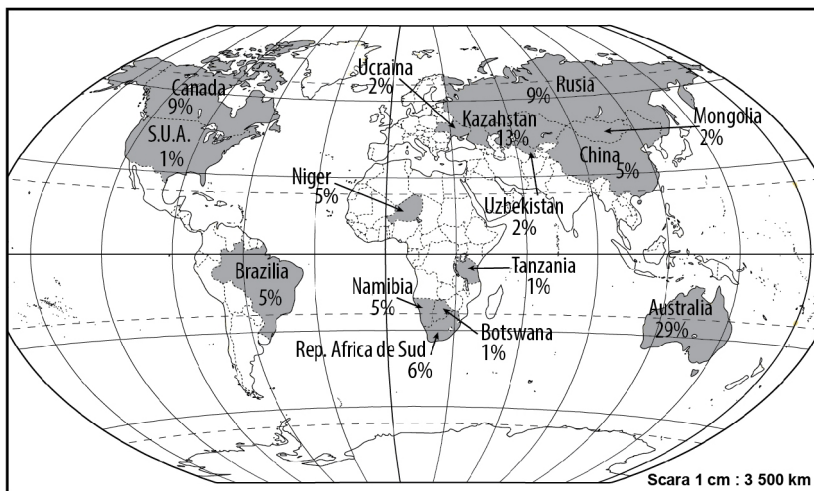 Canada
9%
S.U.A.
1%
Ucraina
2%
Rusia
9%
Kazahstan
13%
Mongolia
2%
China
5%
Niger
5%
Uzbekistan
2%
Brazilia
5%
Tanzania
1%
Namibia
5%
Botswana
1%
Rep. Africa de Sud
6%
Australia
29%
Scara 1 cm : 3 500 km